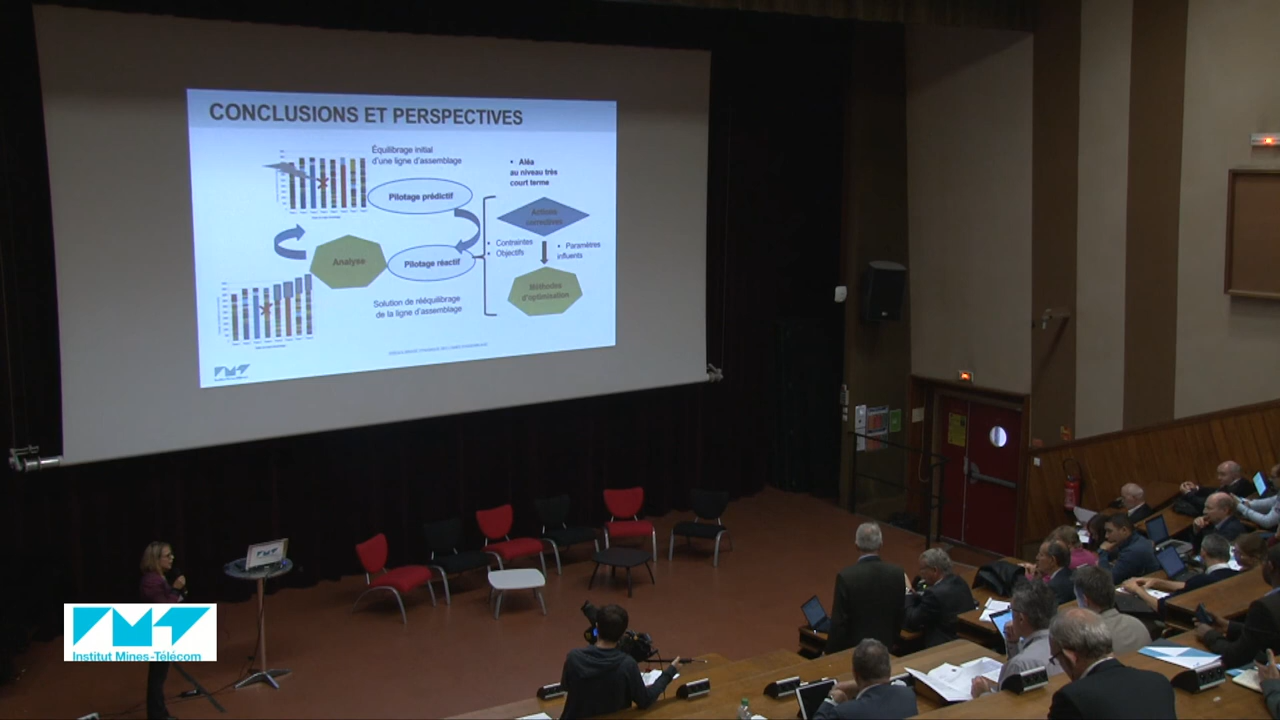 CONCLUSIONS ET PERSPECTIVES
Équilibrage initial
d'une ligne d'assemblage
• Aléa
au niveau très
court terme
Pilotage prédictif
Actions
correctives
• Contraintes
• Objectifs
• Paramètres
influents
Analyse
Pilotage réactif
Méthodes
d'optimisation
Solution de rééquilibrage
de la ligne d'assemblage
Institut Mines-Télécom